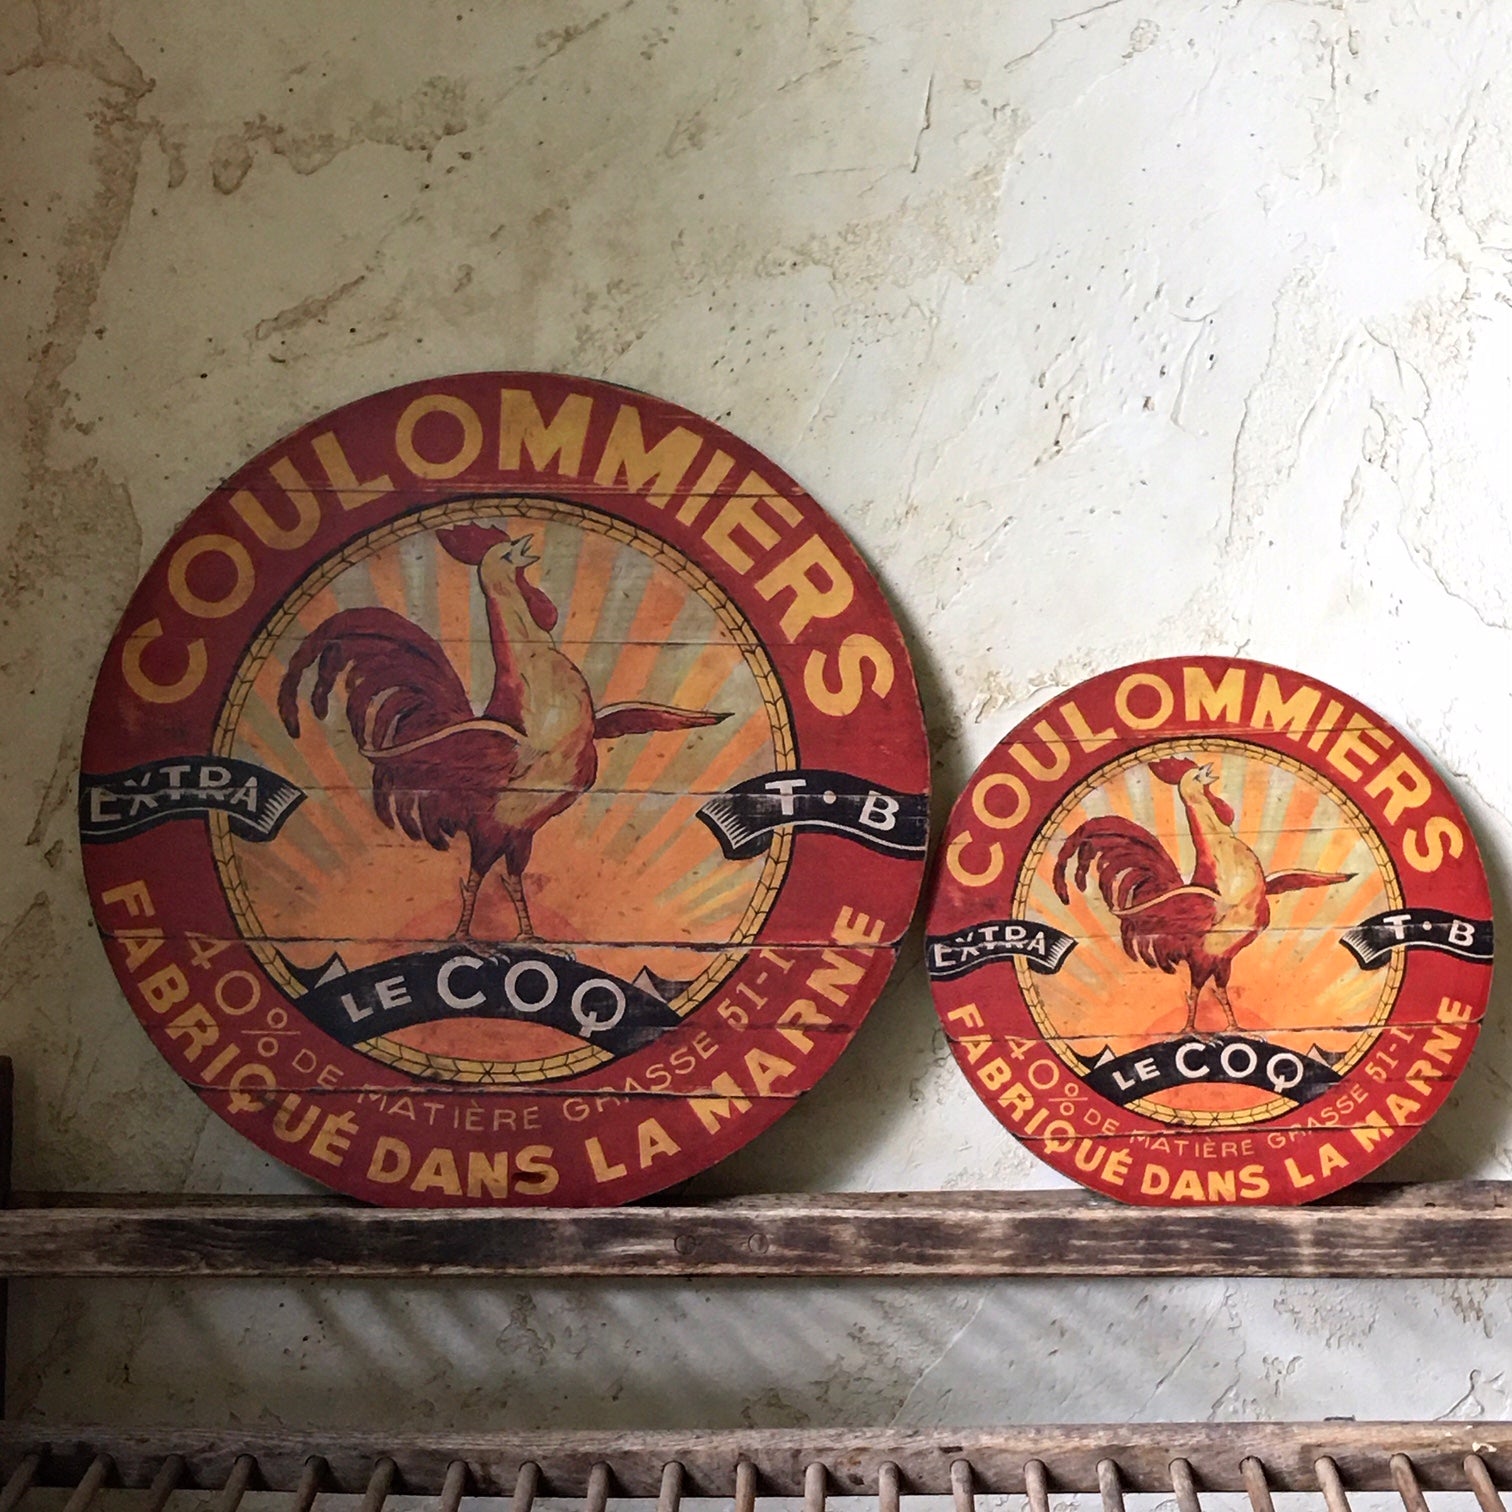 COULOMMIERS
EXTRA
T·B
LE COQ
40% DE MATIÈRE GRASSE 51-1
FABRIQUÉ DANS LA MARNE
COULOMMIERS
EXTRA
T·B
LE COQ
40% DE MATIÈRE GRASSE 51-1
FABRIQUÉ DANS LA MARNE